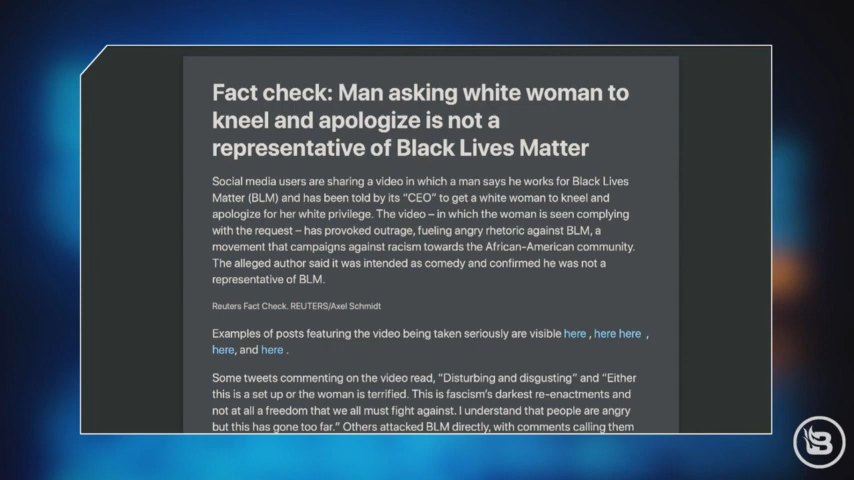 Fact check: Man asking white woman to
kneel and apologize is not a
representative of Black Lives Matter
Social media users are sharing a video in which a man says he works for Black Lives
Matter (BLM) and has been told by its “CEO” to get a white woman to kneel and
apologize for her white privilege. The video – in which the woman is seen complying
with the request – has provoked outrage, fueling angry rhetoric against BLM, a
movement that campaigns against racism towards the African-American community.
The alleged author said it was intended as comedy and confirmed he was not a
representative of BLM.
Reuters Fact Check. REUTERS/Axel Schmidt
Examples of posts featuring the video being taken seriously are visible here , here here ,
here, and here .
Some tweets commenting on the video read, “Disturbing and disgusting” and “Either
this is a set up or the woman is terrified. This is fascism’s darkest re-enactments and
not at all a freedom that we all must fight against. I understand that people are angry
but this has gone too far.” Others attacked BLM directly, with comments calling them
B